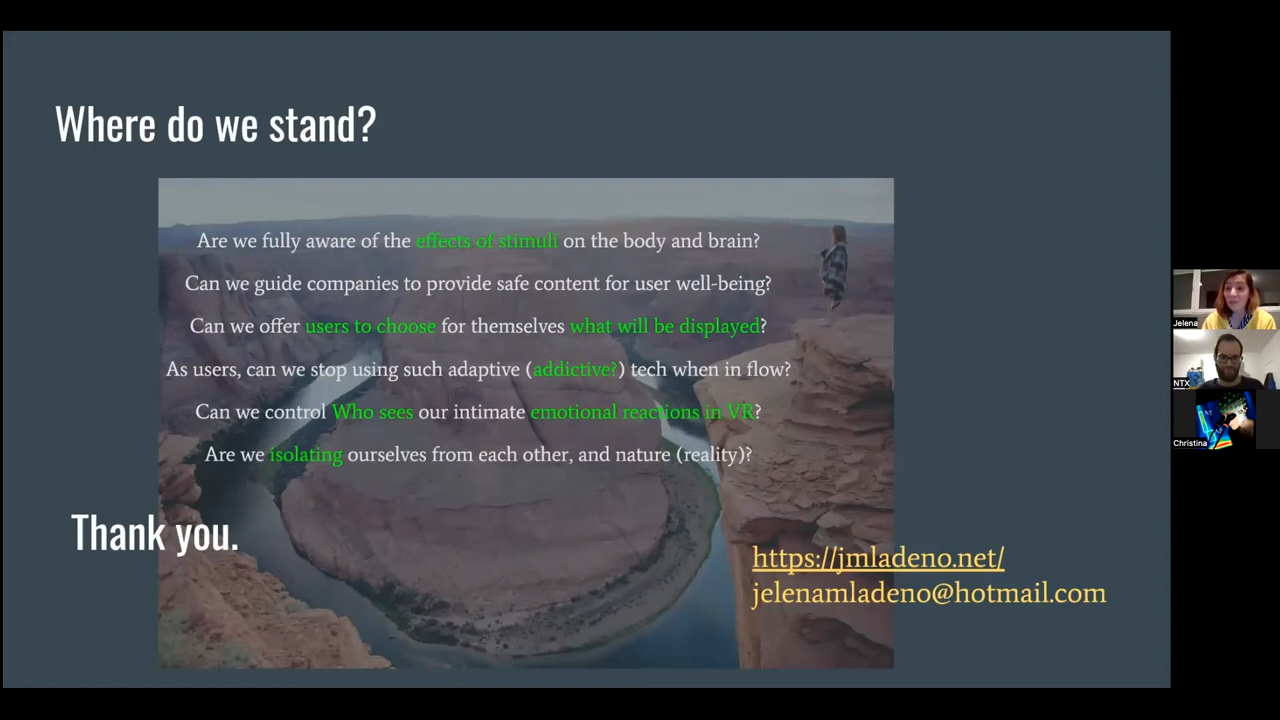 Where do we stand?
Are we fully aware of the effects of stimuli on the body and brain?
Can we guide companies to provide safe content for user well-being?
Can we offer users to choose for themselves what will be displayed?
As users, can we stop using such adaptive (addictive?) tech when in flow?
Can we control Who sees our intimate emotional reactions in VR?
Are we isolating ourselves from each other, and nature (reality)?
Thank you.
https://jmladeno.net/
jelenamladeno@hotmail.com
Jelena
NTX
Christina